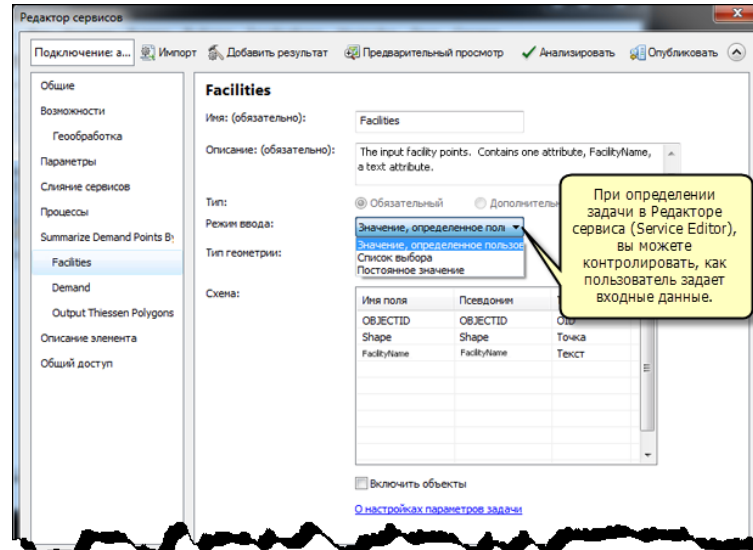 Редактор сервисов
Подключение: а... Импорт Добавить результат Предварительный просмотр Анализировать Опубликовать
Общие
Возможности
Геообработка
Параметры
Слияние сервисов
Процессы
Summarize Demand Points By
Facilities
Demand
Output Thiessen Polygons
Описание элемента
Общий доступ
Facilities
Имя: (обязательно): Facilities
Описание: (обязательно): The input facility points. Contains one attribute, FacilityName,
a text attribute.
Тип: Обязательный Дополнитель
Режим ввода: Значение, определенное пол
Значение, определенное пользое
Список выбора
Постоянное значение
Тип геометрии:
Схема:
Имя поля Псевдоним
OBJECTID OBJECTID OID
Shape Shape Точка
FacilityName FacilityName Текст
Включить объекты
О настройках параметров задачи
При определении
задачи в Редакторе
сервиса (Service Editor),
вы можете
контролировать, как
пользователь задает
входные данные.